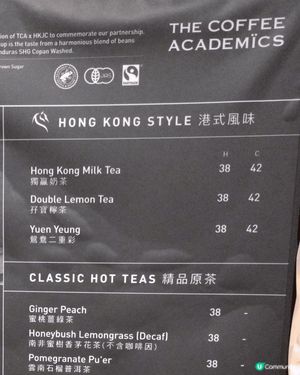 tion of TCA x HKJC to commemorate our partnership.
up is the taste from a harmonious blend of beans
nduras SHG Copan Washed.
rown Sugar
THE COFFEE
ACADEMÏCS
FAIRTRADE
HONG KONG STYLE 港式風味
H C
Hong Kong Milk Tea 38 42
獨贏奶茶
Double Lemon Tea 38 42
孖寶檸茶
Yuen Yeung 38 42
鴛鴦二重彩
CLASSIC HOT TEAS 精品原茶
Ginger Peach 38 -
蜜桃薑綠茶
Honeybush Lemongrass (Decaf) 38 -
南非蜜樹香茅花茶(不含咖啡因)
Pomegranate Pu'er 38 -
雲南石榴普洱茶
U